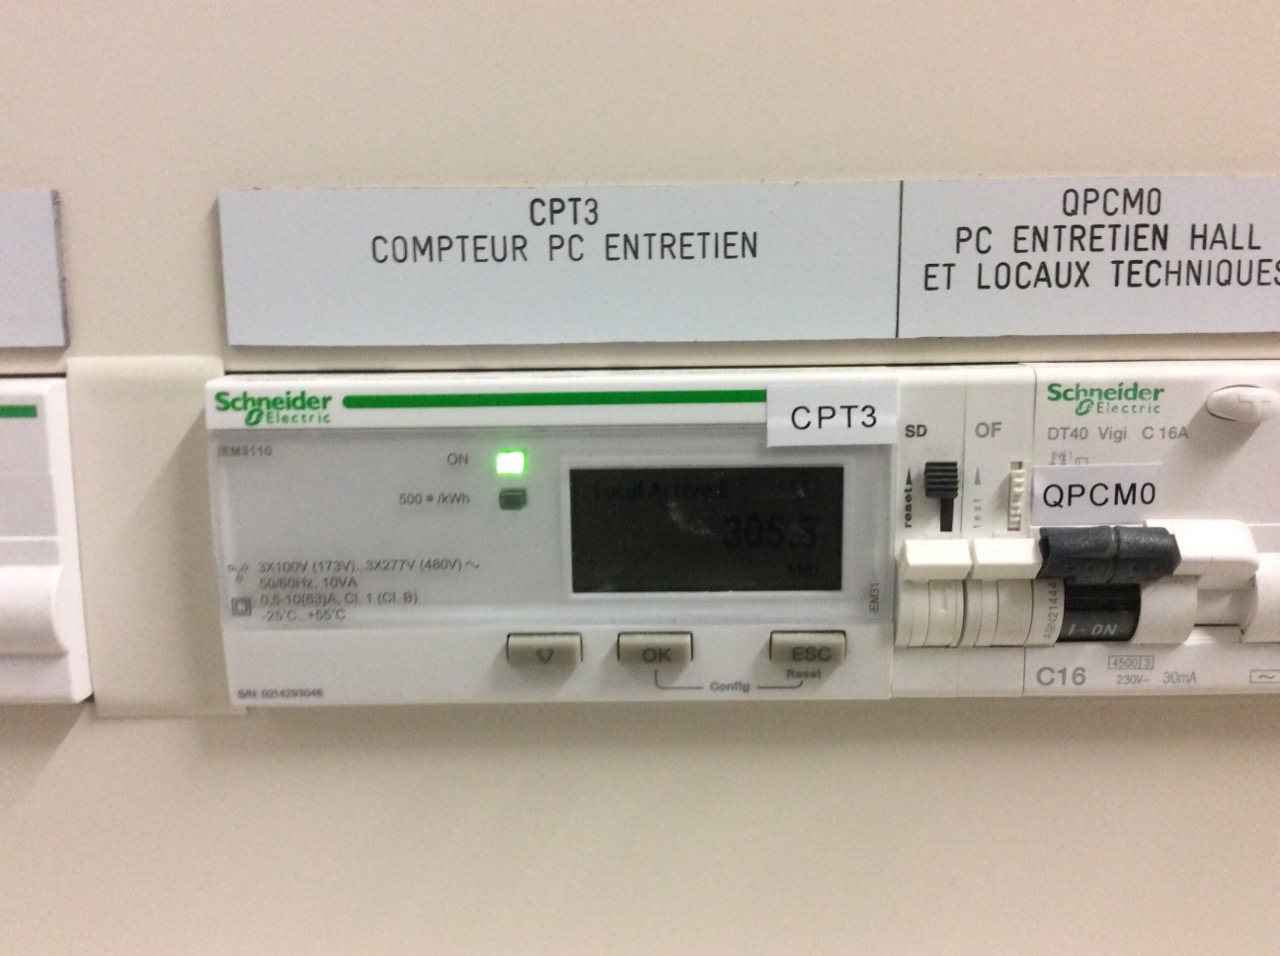 CPT3
COMPTEUR PC ENTRETIEN
QPCM0
PC ENTRETIEN HALL
ET LOCAUX TECHNIQUES
Schneider
Electric
CPT3
iEM3110
ON
500 /kWh
Total Active
305.3
3X100V (173V)...3X277V (480V) ~
50/60Hz, 10VA
0,5-10(63)A, Cl. 1 (Cl. B)
-25°C...+55°C
iEM31
OK
ESC
Reset
Config
SD
OF
reset
test
Schneider
Electric
DT40 Vigi C 16A
QPCM0
I - ON
C16
4500 3
230V~ 30mA